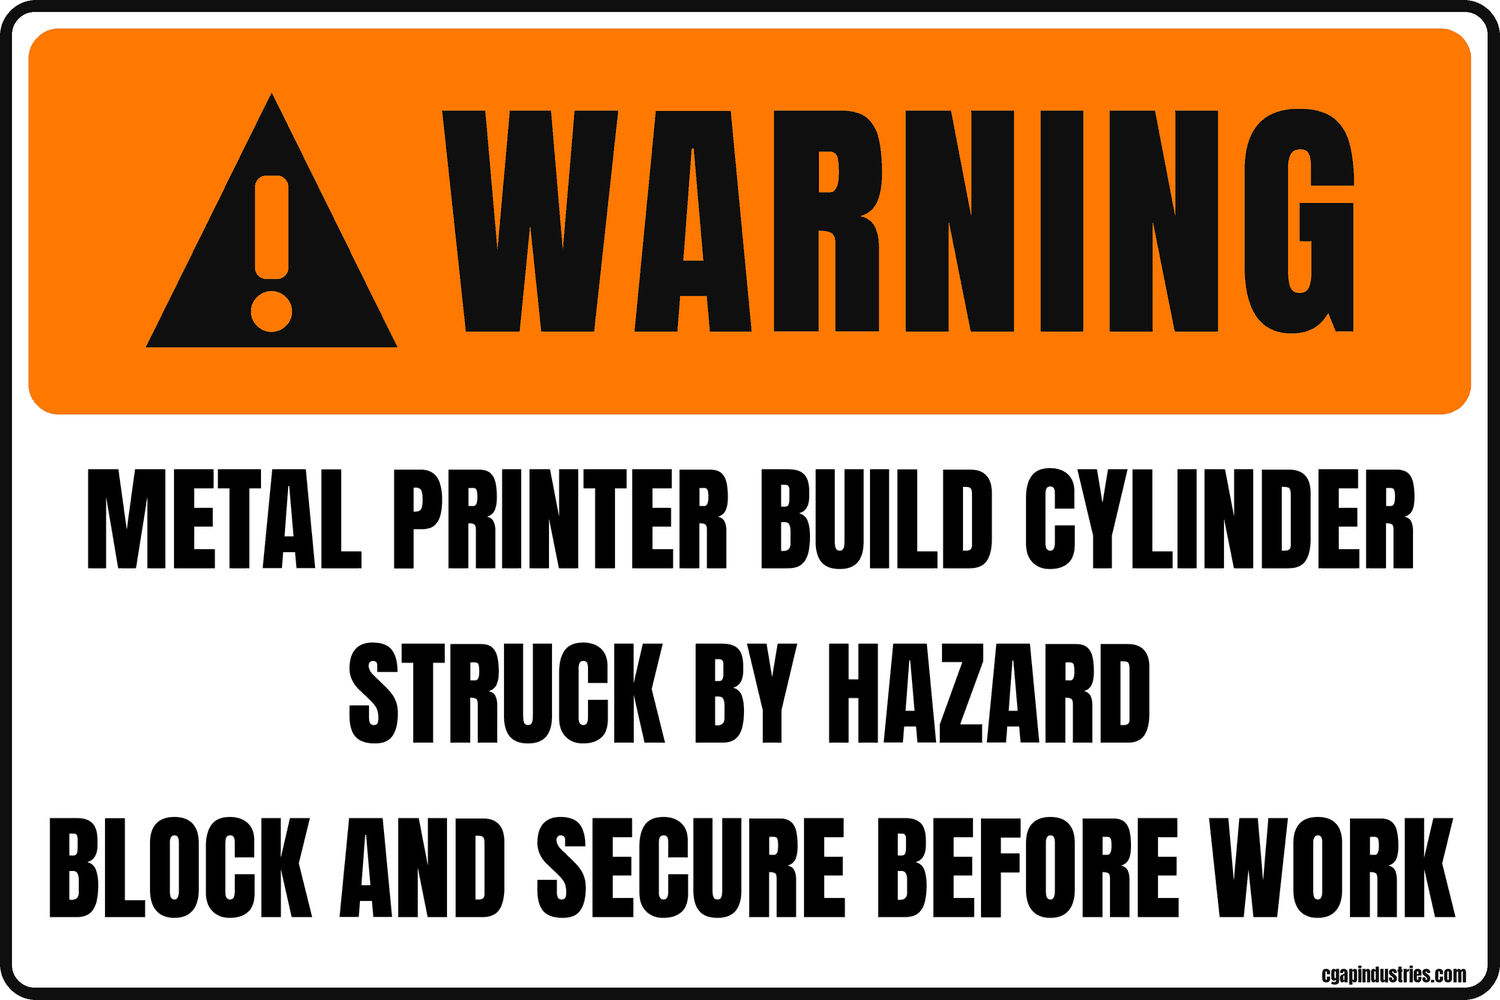 WARNING
METAL PRINTER BUILD CYLINDER
STRUCK BY HAZARD
BLOCK AND SECURE BEFORE WORK
cgapindustries.com